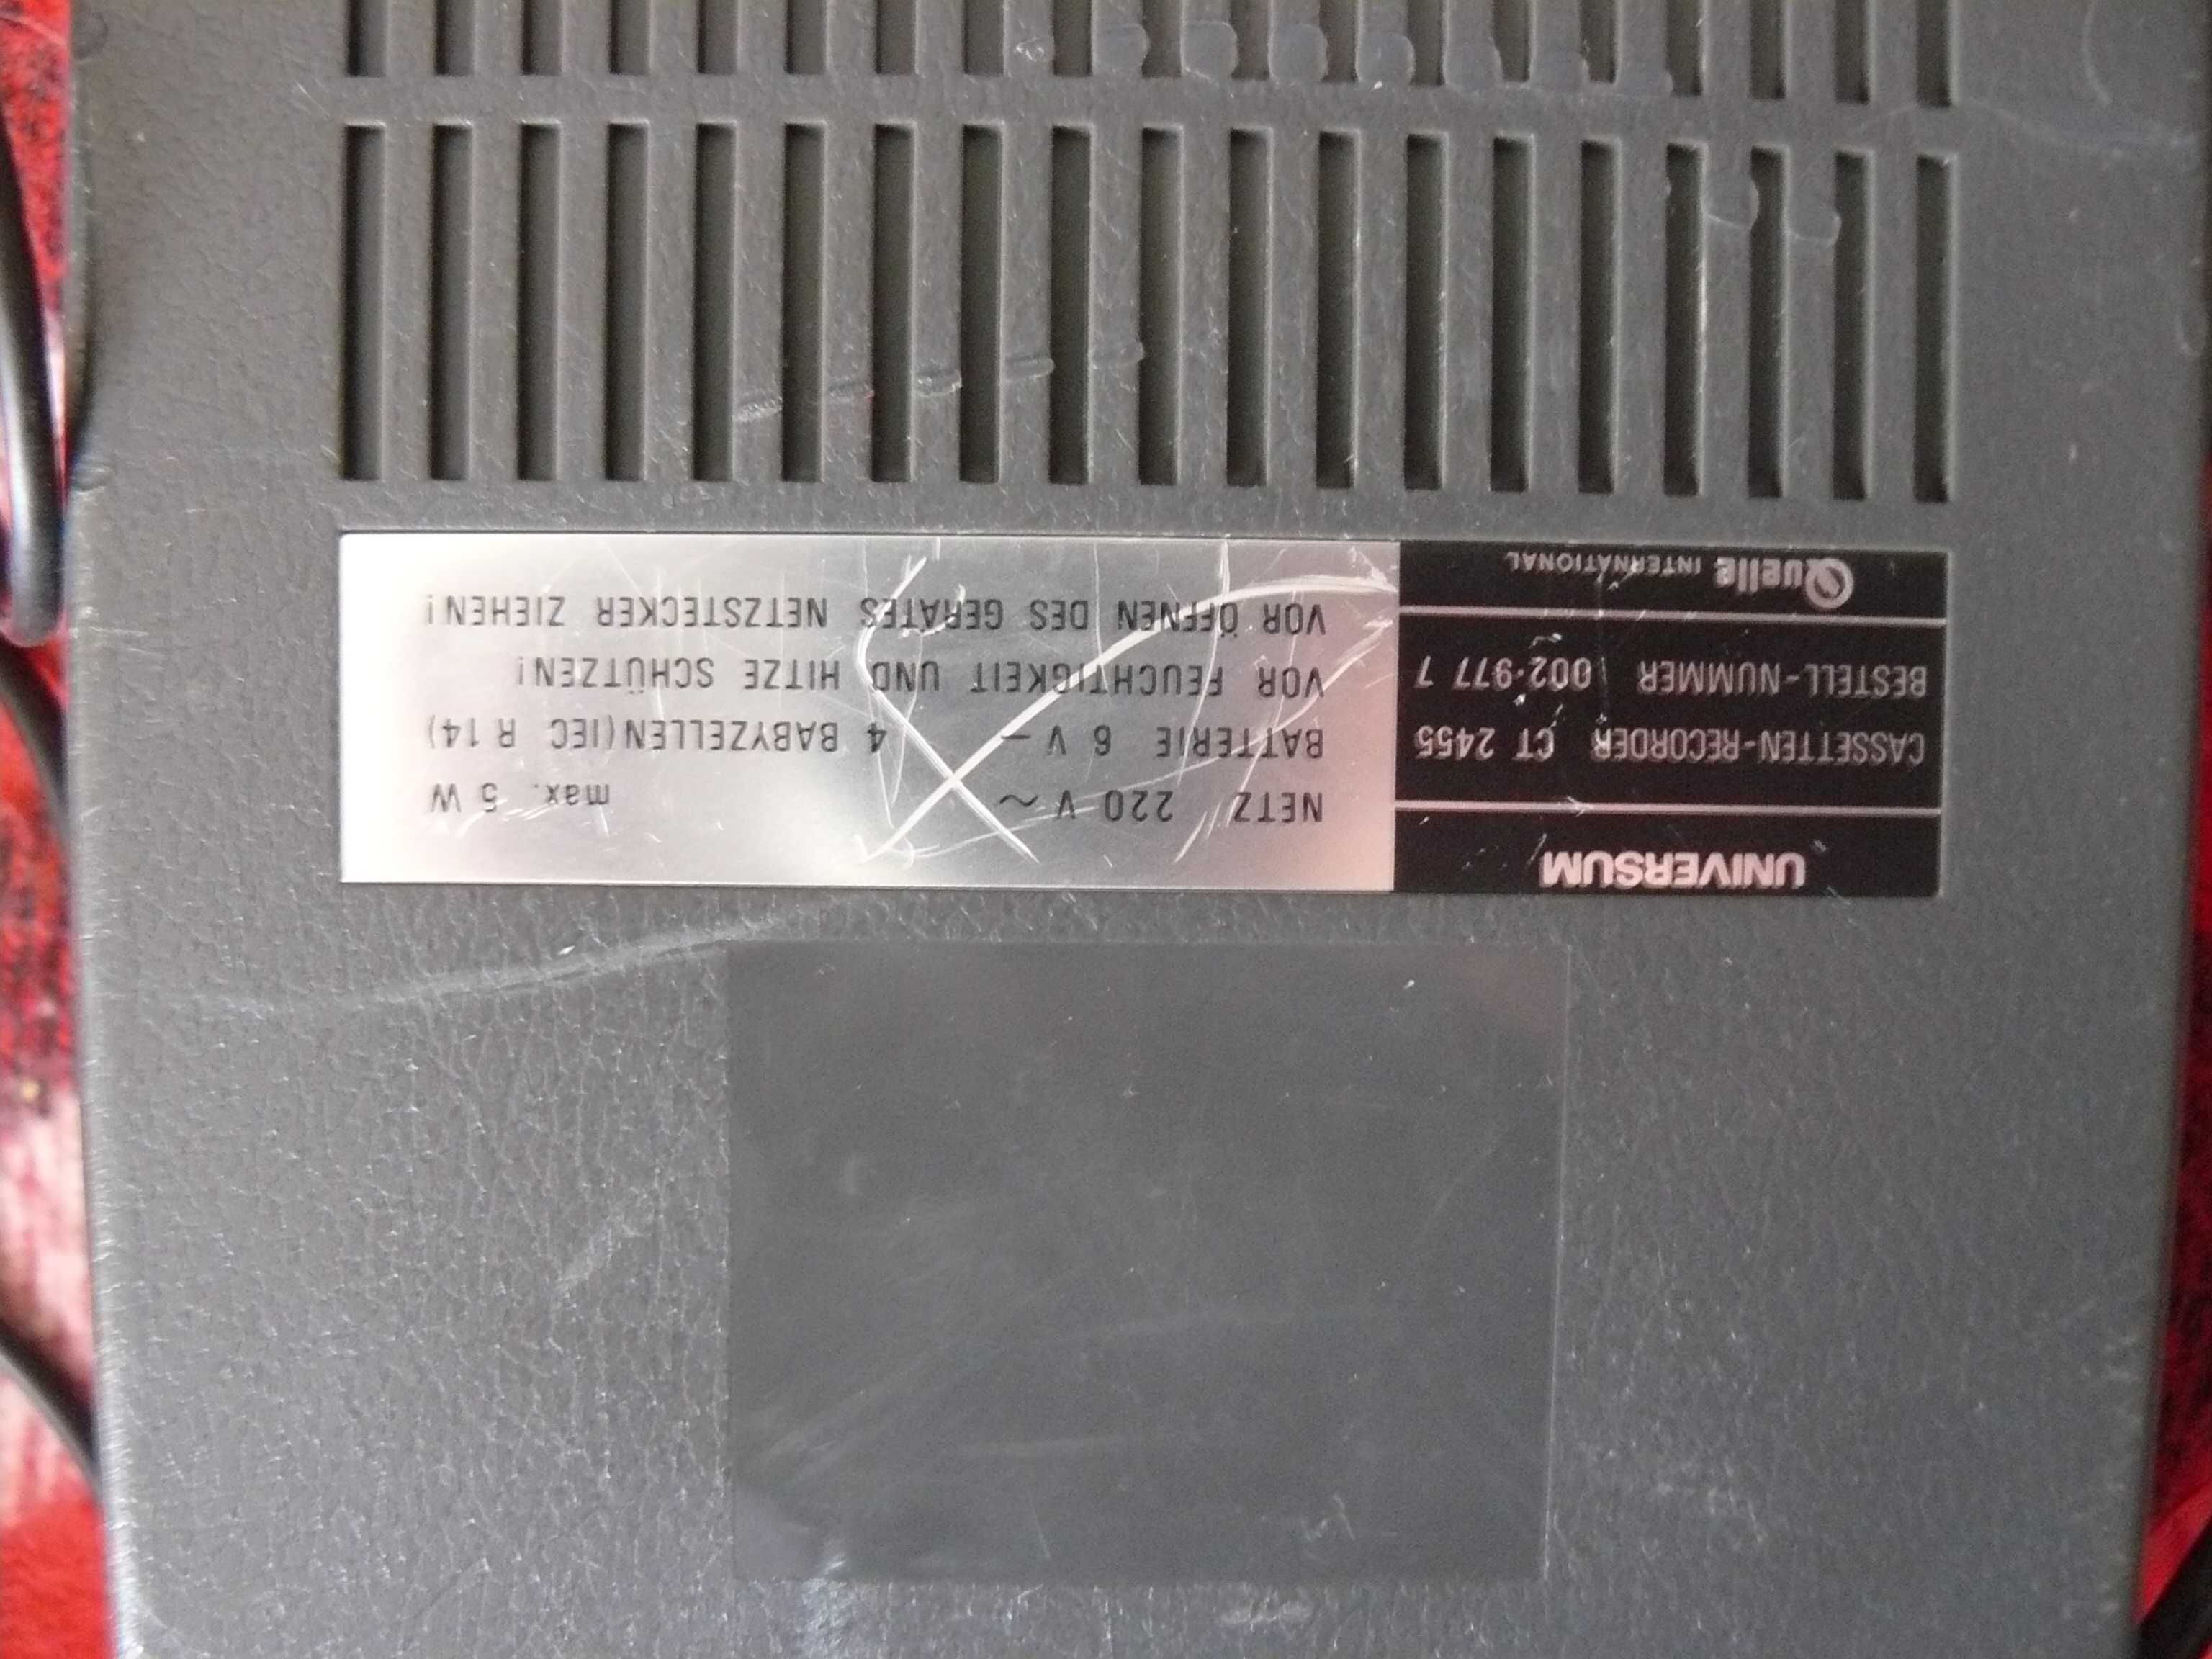 UNIVERSUM
CASSETTEN-RECORDER CT 2455
BESTELL-NUMMER 002·977 7
Quelle INTERNATIONAL
NETZ 220 V ~ max. 5 W
BATTERIE 6 V – 4 BABYZELLEN (IEC R 14)
VOR FEUCHTIGKEIT UND HITZE SCHÜTZEN!
VOR ÖFFNEN DES GERÄTES NETZSTECKER ZIEHEN!